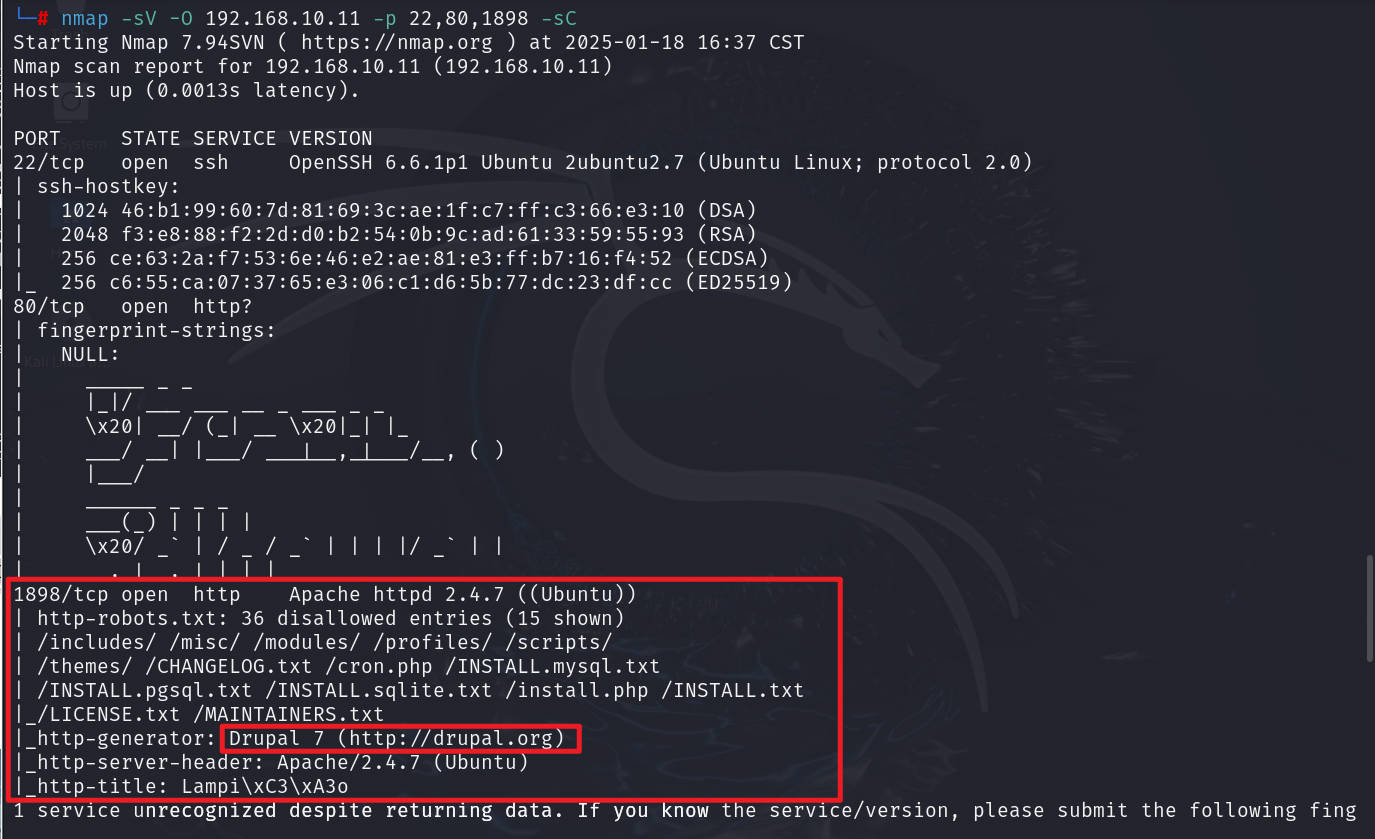 └─# nmap -sV -O 192.168.10.11 -p 22,80,1898 -sC
Starting Nmap 7.94SVN ( https://nmap.org ) at 2025-01-18 16:37 CST
Nmap scan report for 192.168.10.11 (192.168.10.11)
Host is up (0.0013s latency).

PORT     STATE SERVICE VERSION
22/tcp   open  ssh     OpenSSH 6.6.1p1 Ubuntu 2ubuntu2.7 (Ubuntu Linux; protocol 2.0)
| ssh-hostkey:
|   1024 46:b1:99:60:7d:81:69:3c:ae:1f:c7:ff:c3:66:e3:10 (DSA)
|   2048 f3:e8:88:f2:2d:d0:b2:54:0b:9c:ad:61:33:59:55:93 (RSA)
|   256 ce:63:2a:f7:53:6e:46:e2:ae:81:e3:ff:b7:16:f4:52 (ECDSA)
|_  256 c6:55:ca:07:37:65:e3:06:c1:d6:5b:77:dc:23:df:cc (ED25519)
80/tcp   open  http?
| fingerprint-strings:
|   NULL:
|     _____ _ _
|     |_|/ ___ ___ __ _ ___ _ _
|     \x20| __/ (_| __ \x20|_| |_
|     ___/ __| |___/ ___|__,_|___/__, ( )
|     |___/
|     ______ _ _ _
|     ___(_) | | | |
|     \x20/ _` | / _ / _` | | | |/ _` | |
1898/tcp open  http    Apache httpd 2.4.7 ((Ubuntu))
| http-robots.txt: 36 disallowed entries (15 shown)
| /includes/ /misc/ /modules/ /profiles/ /scripts/
| /themes/ /CHANGELOG.txt /cron.php /INSTALL.mysql.txt
| /INSTALL.pgsql.txt /INSTALL.sqlite.txt /install.php /INSTALL.txt
|_/LICENSE.txt /MAINTAINERS.txt
|_http-generator: Drupal 7 (http://drupal.org)
|_http-server-header: Apache/2.4.7 (Ubuntu)
|_http-title: Lampi\xC3\xA3o
1 service unrecognized despite returning data. If you know the service/version, please submit the following fing